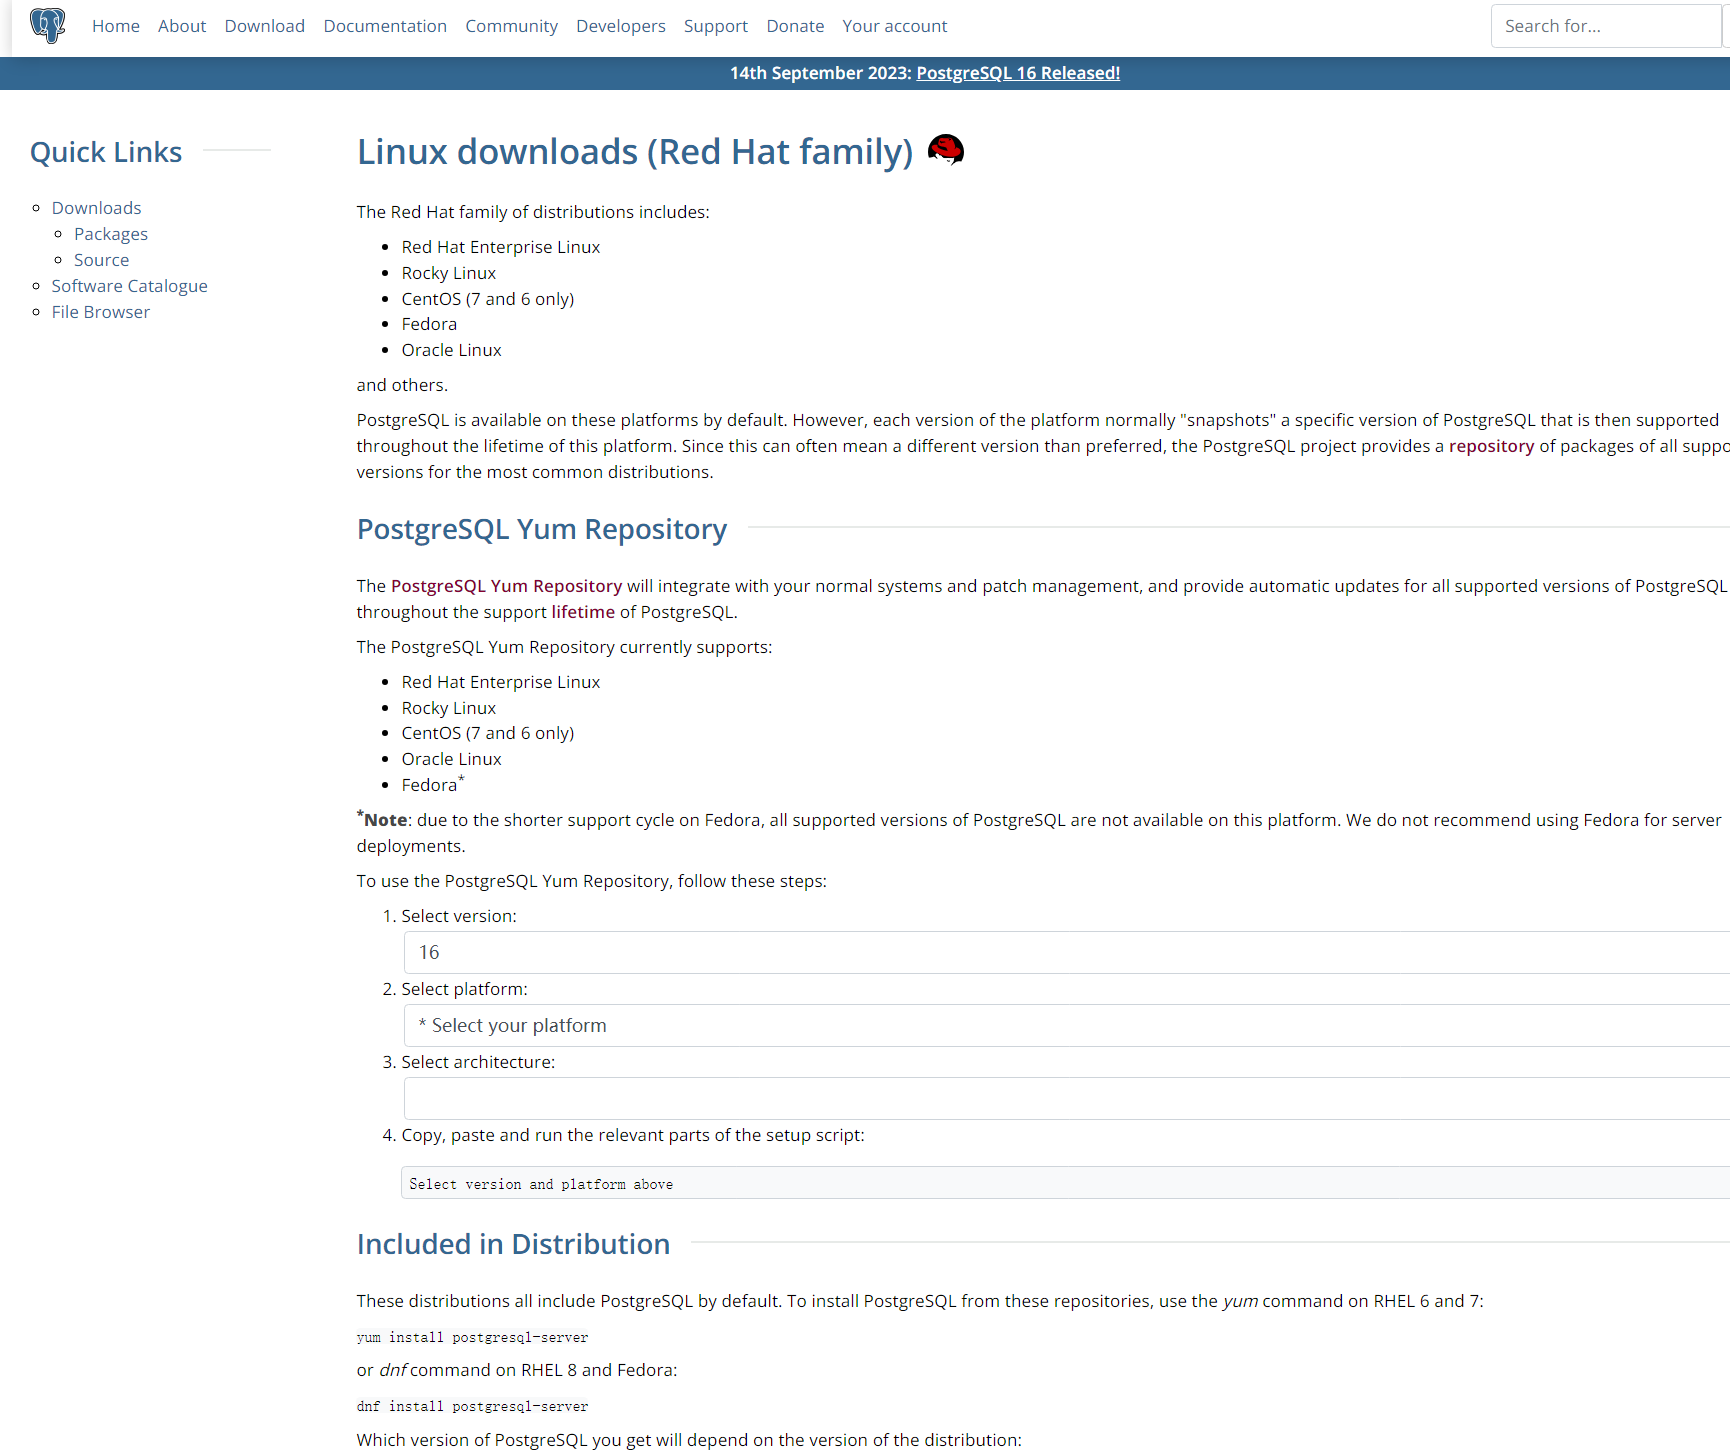 Home About Download Documentation Community Developers Support Donate Your account Search for...
14th September 2023: PostgreSQL 16 Released!
Quick Links
Downloads
Packages
Source
Software Catalogue
File Browser
Linux downloads (Red Hat family)
The Red Hat family of distributions includes:
Red Hat Enterprise Linux
Rocky Linux
CentOS (7 and 6 only)
Fedora
Oracle Linux
and others.
PostgreSQL is available on these platforms by default. However, each version of the platform normally "snapshots" a specific version of PostgreSQL that is then supported
throughout the lifetime of this platform. Since this can often mean a different version than preferred, the PostgreSQL project provides a repository of packages of all suppo
versions for the most common distributions.
PostgreSQL Yum Repository
The PostgreSQL Yum Repository will integrate with your normal systems and patch management, and provide automatic updates for all supported versions of PostgreSQL
throughout the support lifetime of PostgreSQL.
The PostgreSQL Yum Repository currently supports:
Red Hat Enterprise Linux
Rocky Linux
CentOS (7 and 6 only)
Oracle Linux
Fedora*
*Note: due to the shorter support cycle on Fedora, all supported versions of PostgreSQL are not available on this platform. We do not recommend using Fedora for server
deployments.
To use the PostgreSQL Yum Repository, follow these steps:
1. Select version:
16
2. Select platform:
* Select your platform
3. Select architecture:
4. Copy, paste and run the relevant parts of the setup script:
Select version and platform above
Included in Distribution
These distributions all include PostgreSQL by default. To install PostgreSQL from these repositories, use the yum command on RHEL 6 and 7:
yum install postgresql-server
or dnf command on RHEL 8 and Fedora:
dnf install postgresql-server
Which version of PostgreSQL you get will depend on the version of the distribution: